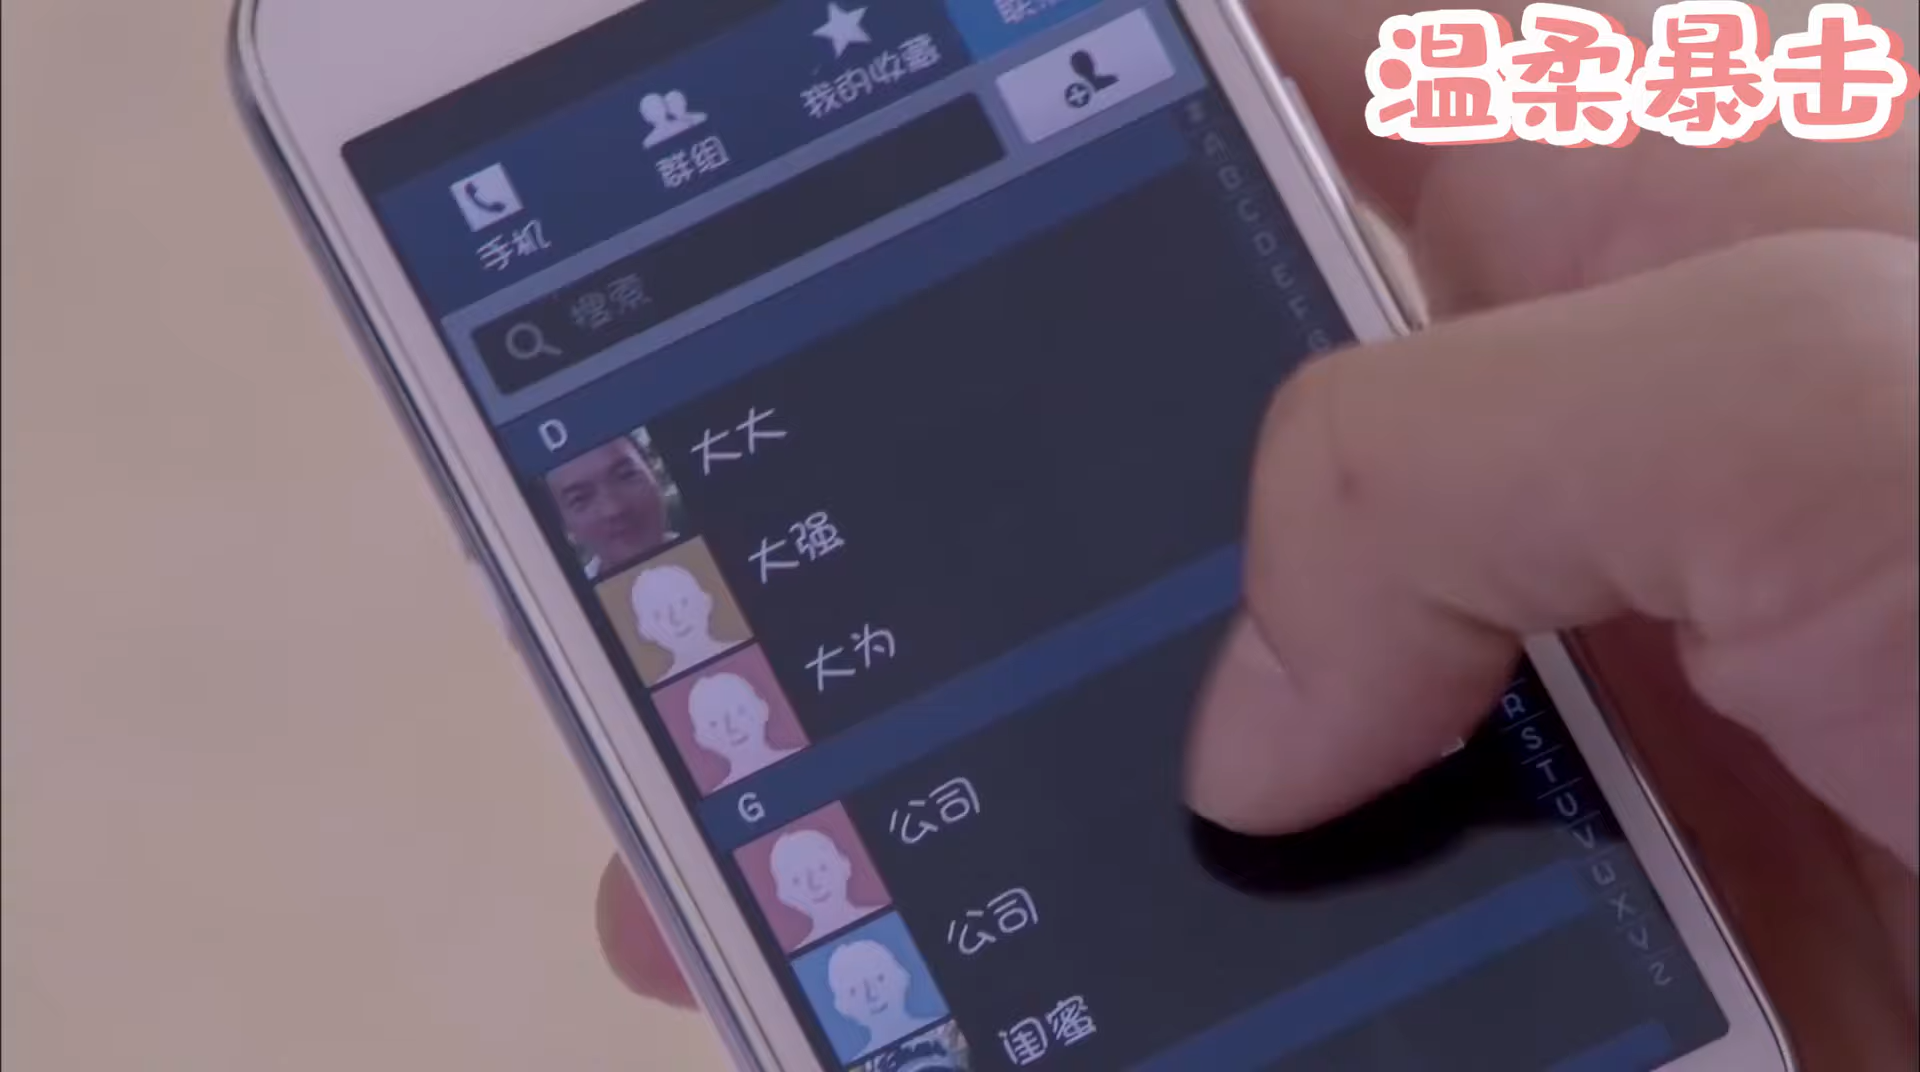 温柔暴击
我的收藏
群组
手机
搜索
D
大大
大强
大为
G
公司
公司
闺蜜
R
S
T
U
V
W
X
Y
Z